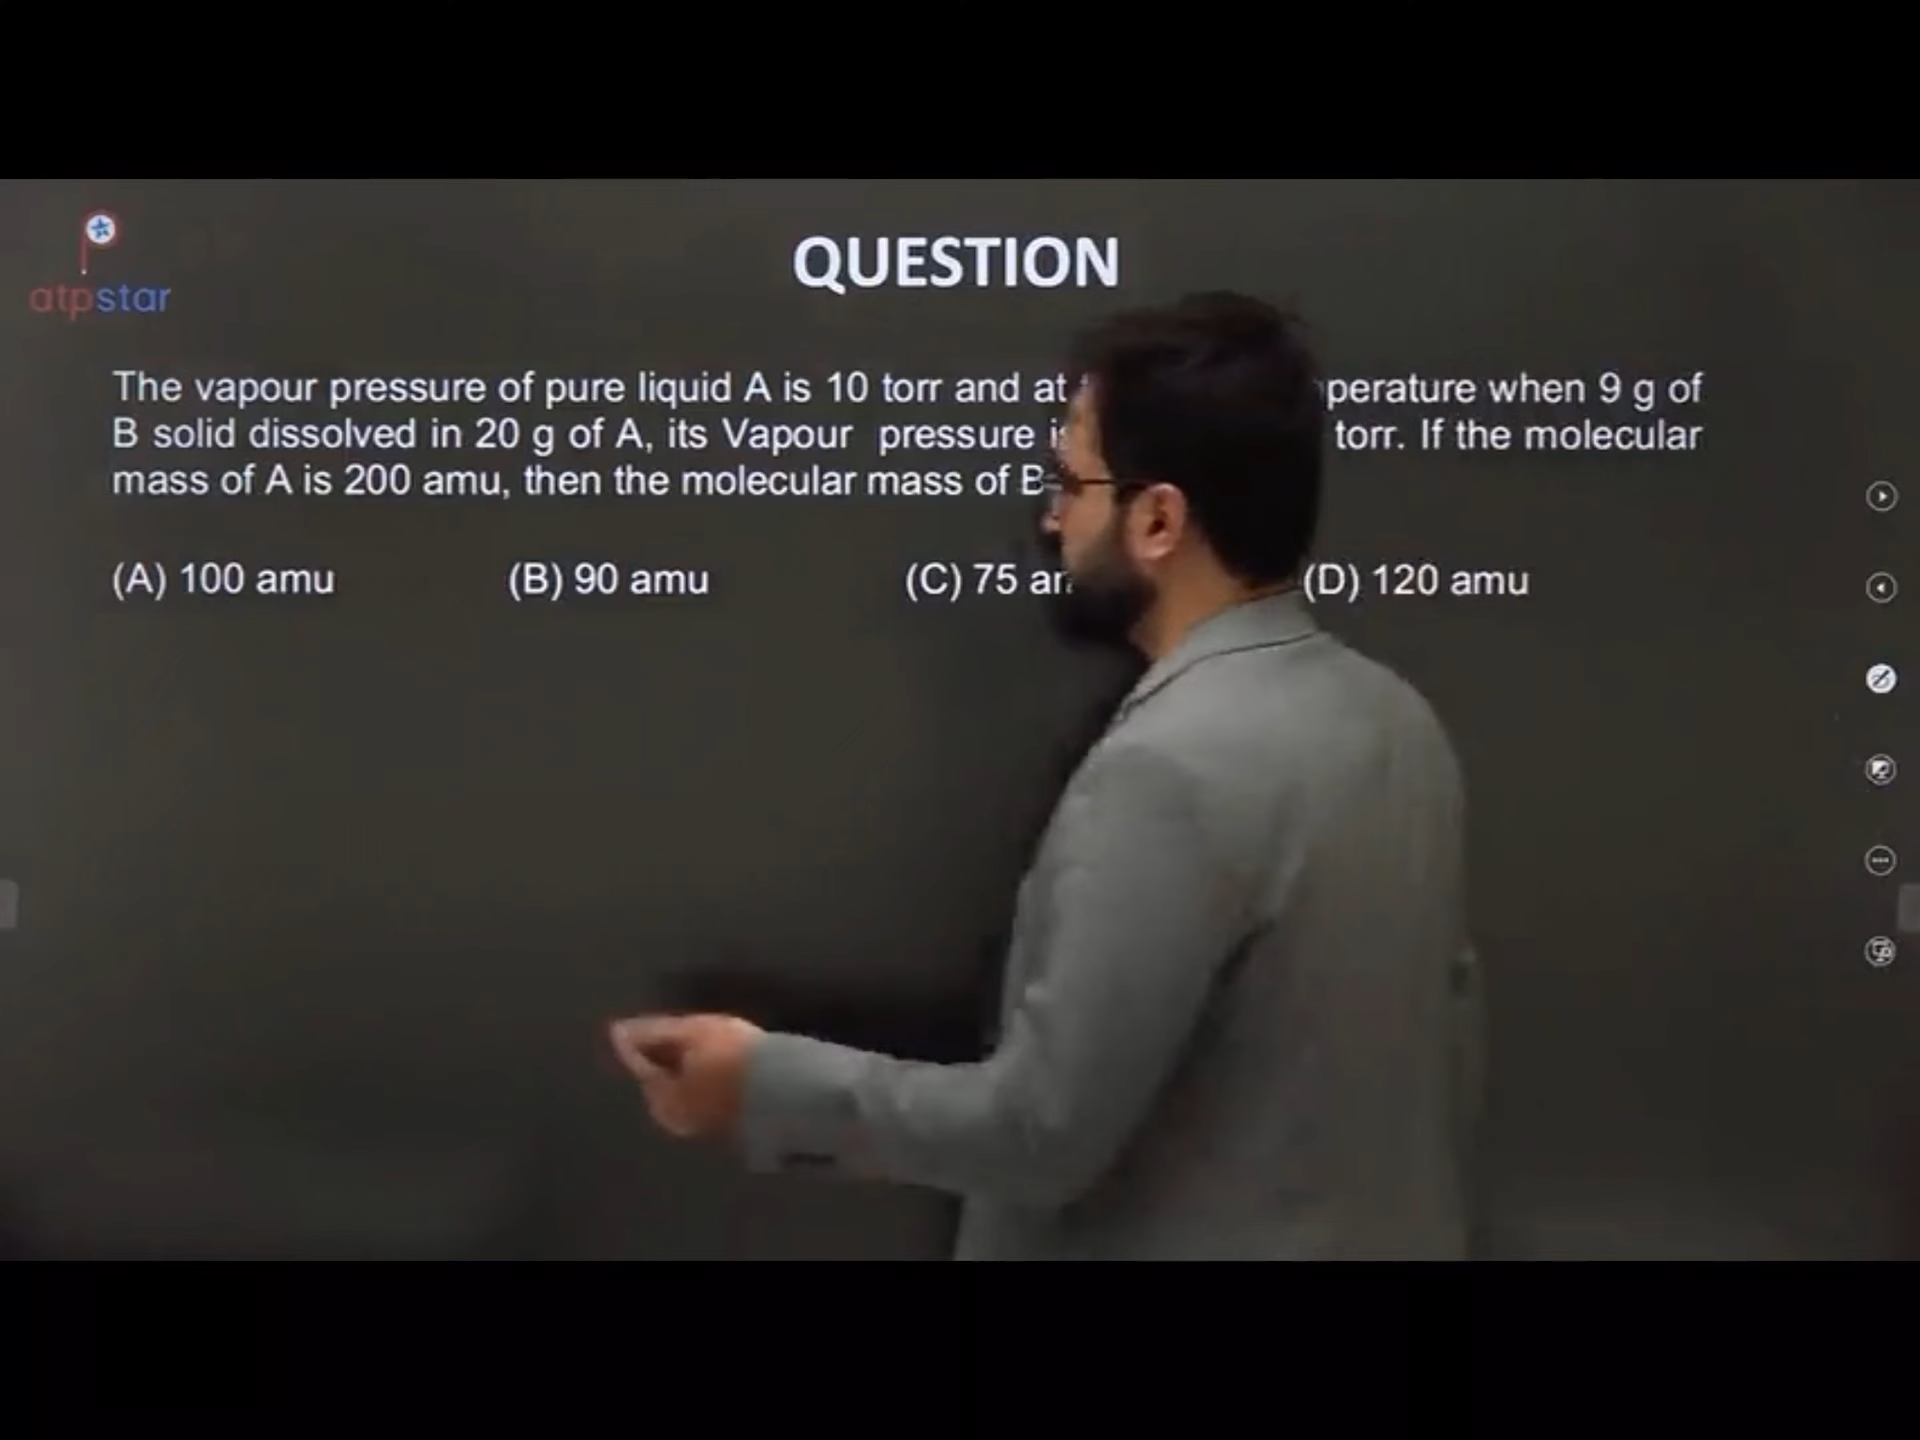 atpstar
QUESTION
The vapour pressure of pure liquid A is 10 torr and at when 9 g of
B solid dissolved in 20 g of A, its Vapour pressure torr. If the molecular
mass of A is 200 amu, then the molecular mass of B
(A) 100 amu (B) 90 amu (C) 75 (D) 120 amu